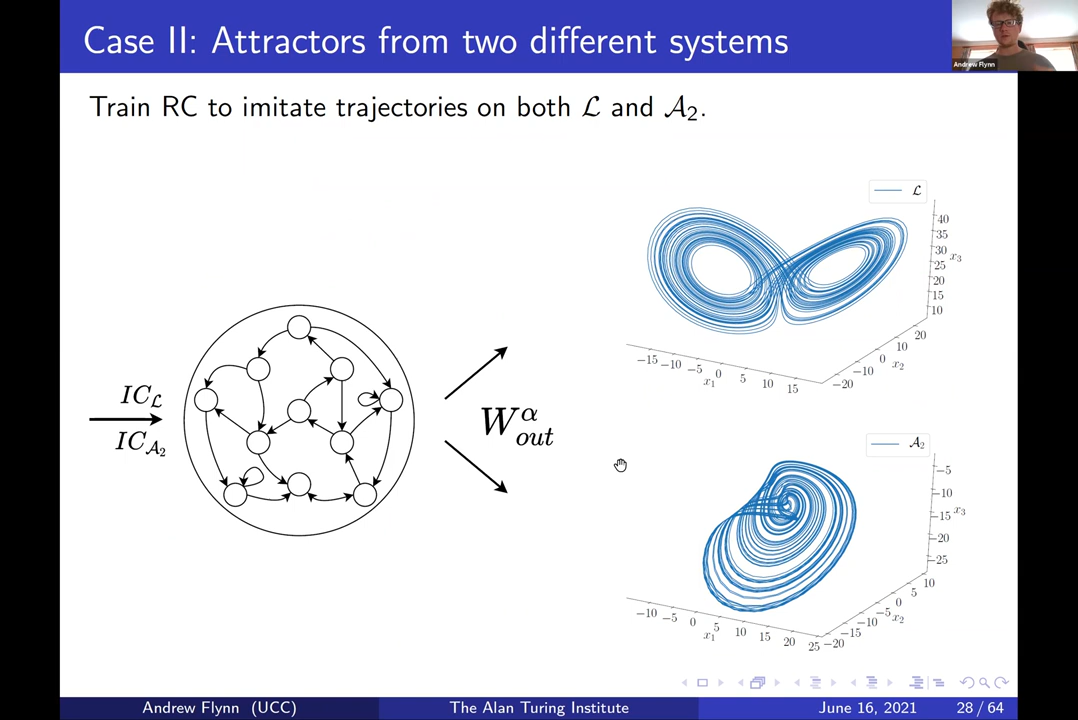 Case II: Attractors from two different systems
Andrew Flynn
Train RC to imitate trajectories on both ℒ and 𝒜₂.
ℒ
40
35
30
25
20
15
10
x₃
20
10
0
−10
−20
x₂
−15 −10 −5 0 5 10 15
x₁
IC_ℒ
IC_𝒜₂
W^α_out
𝒜₂
−5
−10
−15
−20
−25
x₃
10
5
0
−5
−10
−15
−20
x₂
−10 −5 0 5 10 15 20 25
x₁
Andrew Flynn (UCC) The Alan Turing Institute June 16, 2021 28 / 64